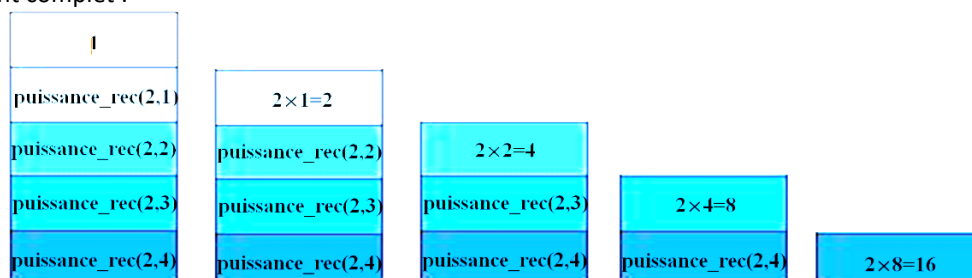 nt complet :
1
puissance_rec(2,1)
puissance_rec(2,2)
puissance_rec(2,3)
puissance_rec(2,4)
2×1=2
puissance_rec(2,2)
puissance_rec(2,3)
puissance_rec(2,4)
2×2=4
puissance_rec(2,3)
puissance_rec(2,4)
2×4=8
puissance_rec(2,4)
2×8=16